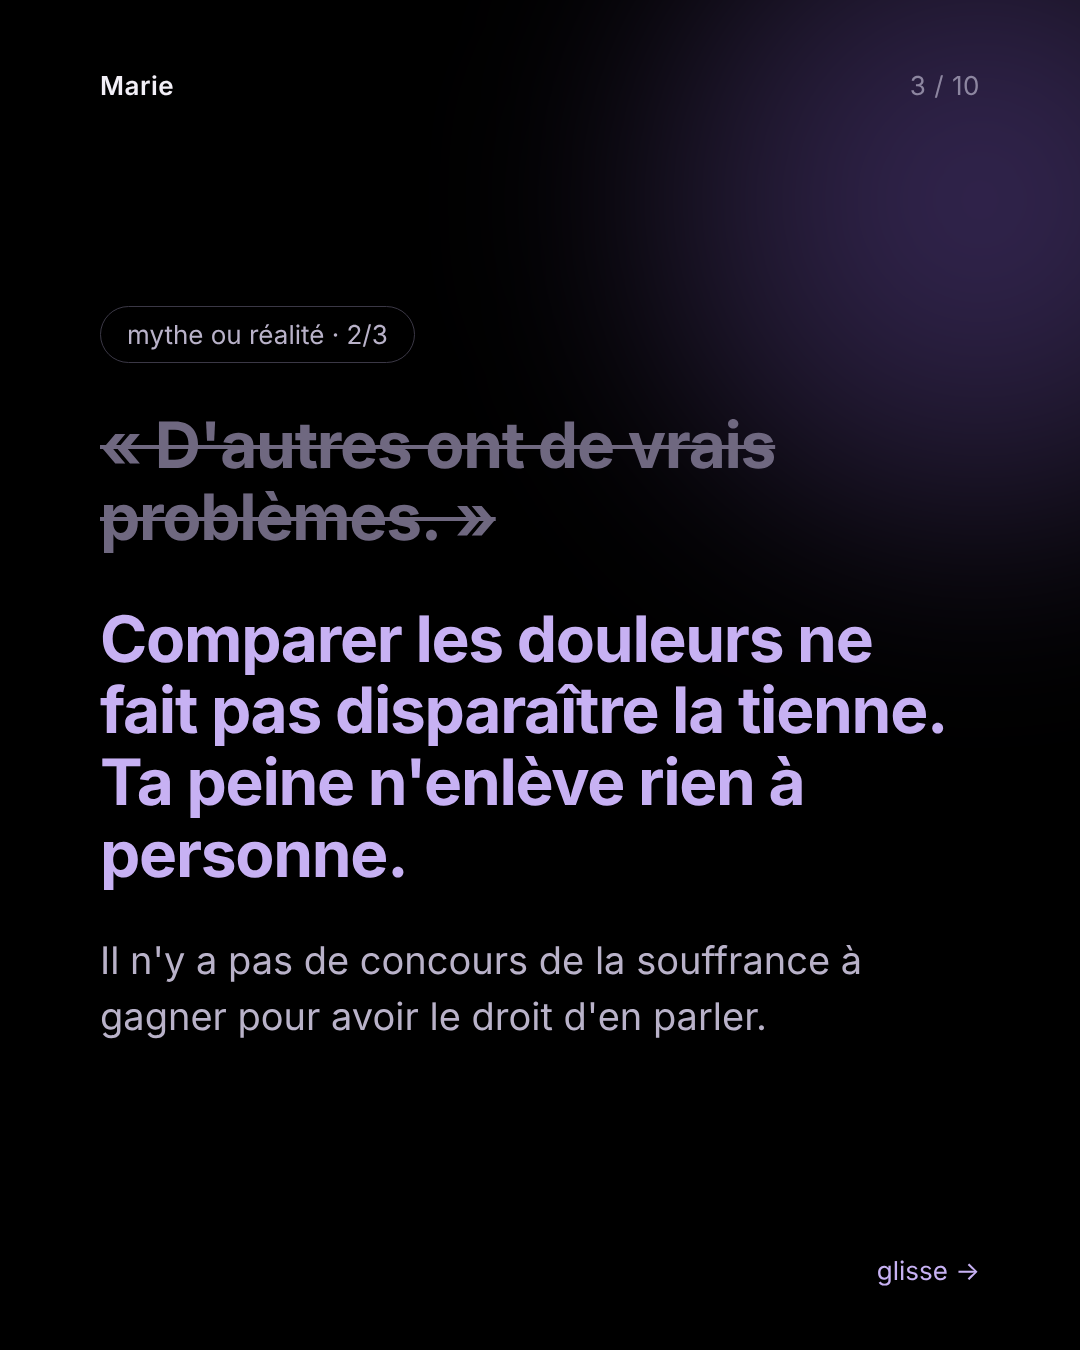 Marie
3 / 10
mythe ou réalité · 2/3
« D'autres ont de vrais
problèmes. »
Comparer les douleurs ne
fait pas disparaître la tienne.
Ta peine n'enlève rien à
personne.
Il n'y a pas de concours de la souffrance à
gagner pour avoir le droit d'en parler.
glisse →